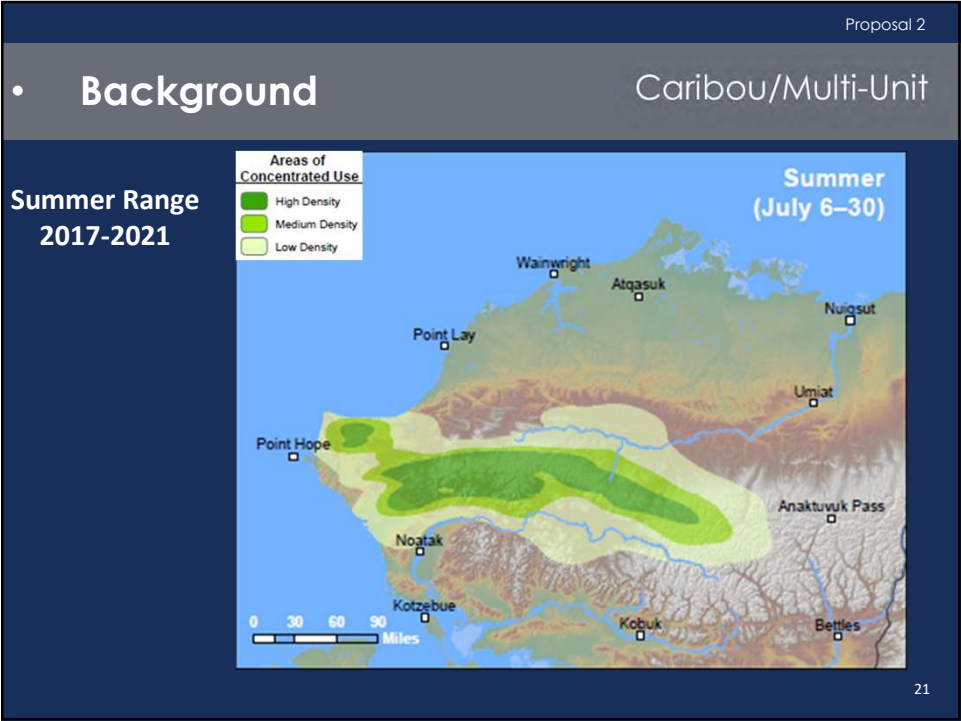 Proposal 2
• Background
Caribou/Multi-Unit
Summer Range
2017-2021
Areas of
Concentrated Use
High Density
Medium Density
Low Density
Summer
(July 6–30)
Wainwright
Atqasuk
Nuiqsut
Point Lay
Umiat
Point Hope
Anaktuvuk Pass
Noatak
Kotzebue
Kobuk
Bettles
0 30 60 90
Miles
21